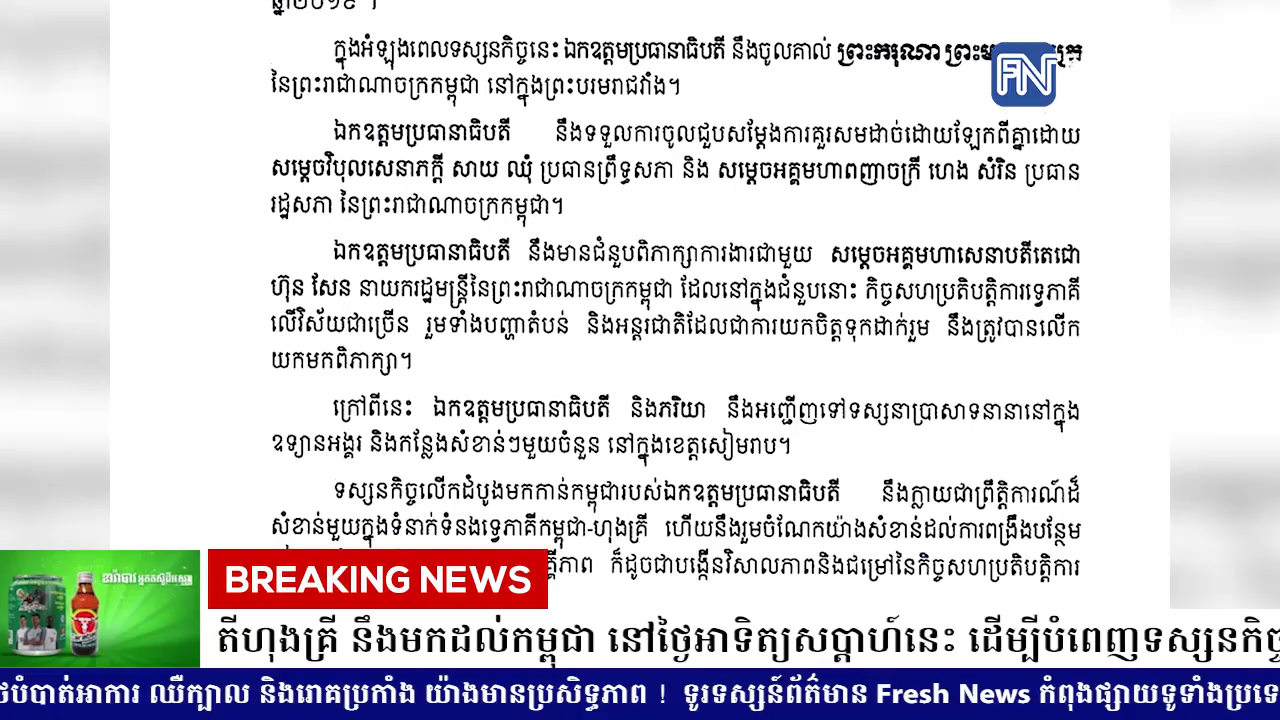 ឆ្នាំ២០១៩ ។
ក្នុងអំឡុងពេលទស្សនកិច្ចនេះ ឯកឧត្តមប្រធានាធិបតី នឹងចូលគាល់ ព្រះករុណា
FN
នៃព្រះរាជាណាចក្រកម្ពុជា នៅក្នុងព្រះបរមរាជវាំង។
ឯកឧត្តមប្រធានាធិបតី នឹងទទួលការចូលជួបសម្តែងការគួរសមដាច់ដោយឡែកពីគ្នាដោយ
សម្តេចវិបុលសេនាភក្តី សាយ ឈុំ ប្រធានព្រឹទ្ធសភា និង សម្តេចអគ្គមហាពញាចក្រី ហេង សំរិន ប្រធាន
រដ្ឋសភា នៃព្រះរាជាណាចក្រកម្ពុជា។
ឯកឧត្តមប្រធានាធិបតី នឹងមានជំនួបពិភាក្សាការងារជាមួយ សម្តេចអគ្គមហាសេនាបតីតេជោ
ហ៊ុន សែន នាយករដ្ឋមន្ត្រីនៃព្រះរាជាណាចក្រកម្ពុជា ដែលនៅក្នុងជំនួបនោះ កិច្ចសហប្រតិបត្តិការទ្វេភាគី
លើវិស័យជាច្រើន រួមទាំងបញ្ហាតំបន់ និងអន្តរជាតិដែលជាការយកចិត្តទុកដាក់រួម នឹងត្រូវបានលើក
យកមកពិភាក្សា។
ក្រៅពីនេះ ឯកឧត្តមប្រធានាធិបតី និងភរិយា នឹងអញ្ជើញទៅទស្សនាប្រាសាទនានានៅក្នុង
ឧទ្យានអង្គរ និងកន្លែងសំខាន់ៗមួយចំនួន នៅក្នុងខេត្តសៀមរាប។
ទស្សនកិច្ចលើកដំបូងមកកាន់កម្ពុជារបស់ឯកឧត្តមប្រធានាធិបតី នឹងក្លាយជាព្រឹត្តិការណ៍ដ៏
សំខាន់មួយក្នុងទំនាក់ទំនងទ្វេភាគីកម្ពុជា-ហុងគ្រី ហើយនឹងរួមចំណែកយ៉ាងសំខាន់ដល់ការពង្រឹងបន្ថែម
ក៏ដូចជាបង្កើនវិសាលភាពនិងជម្រៅនៃកិច្ចសហប្រតិបត្តិការ
BREAKING NEWS
តីហុងគ្រី នឹងមកដល់កម្ពុជា នៅថ្ងៃអាទិត្យសប្តាហ៍នេះ ដើម្បីបំពេញទស្សនកិច្ច
បំបាត់អាការ ឈឺក្បាល និងរោគប្រកាំង យ៉ាងមានប្រសិទ្ធភាព ! ទូរទស្សន៍ព័ត៌មាន Fresh News កំពុងផ្សាយទូទាំងប្រទេ